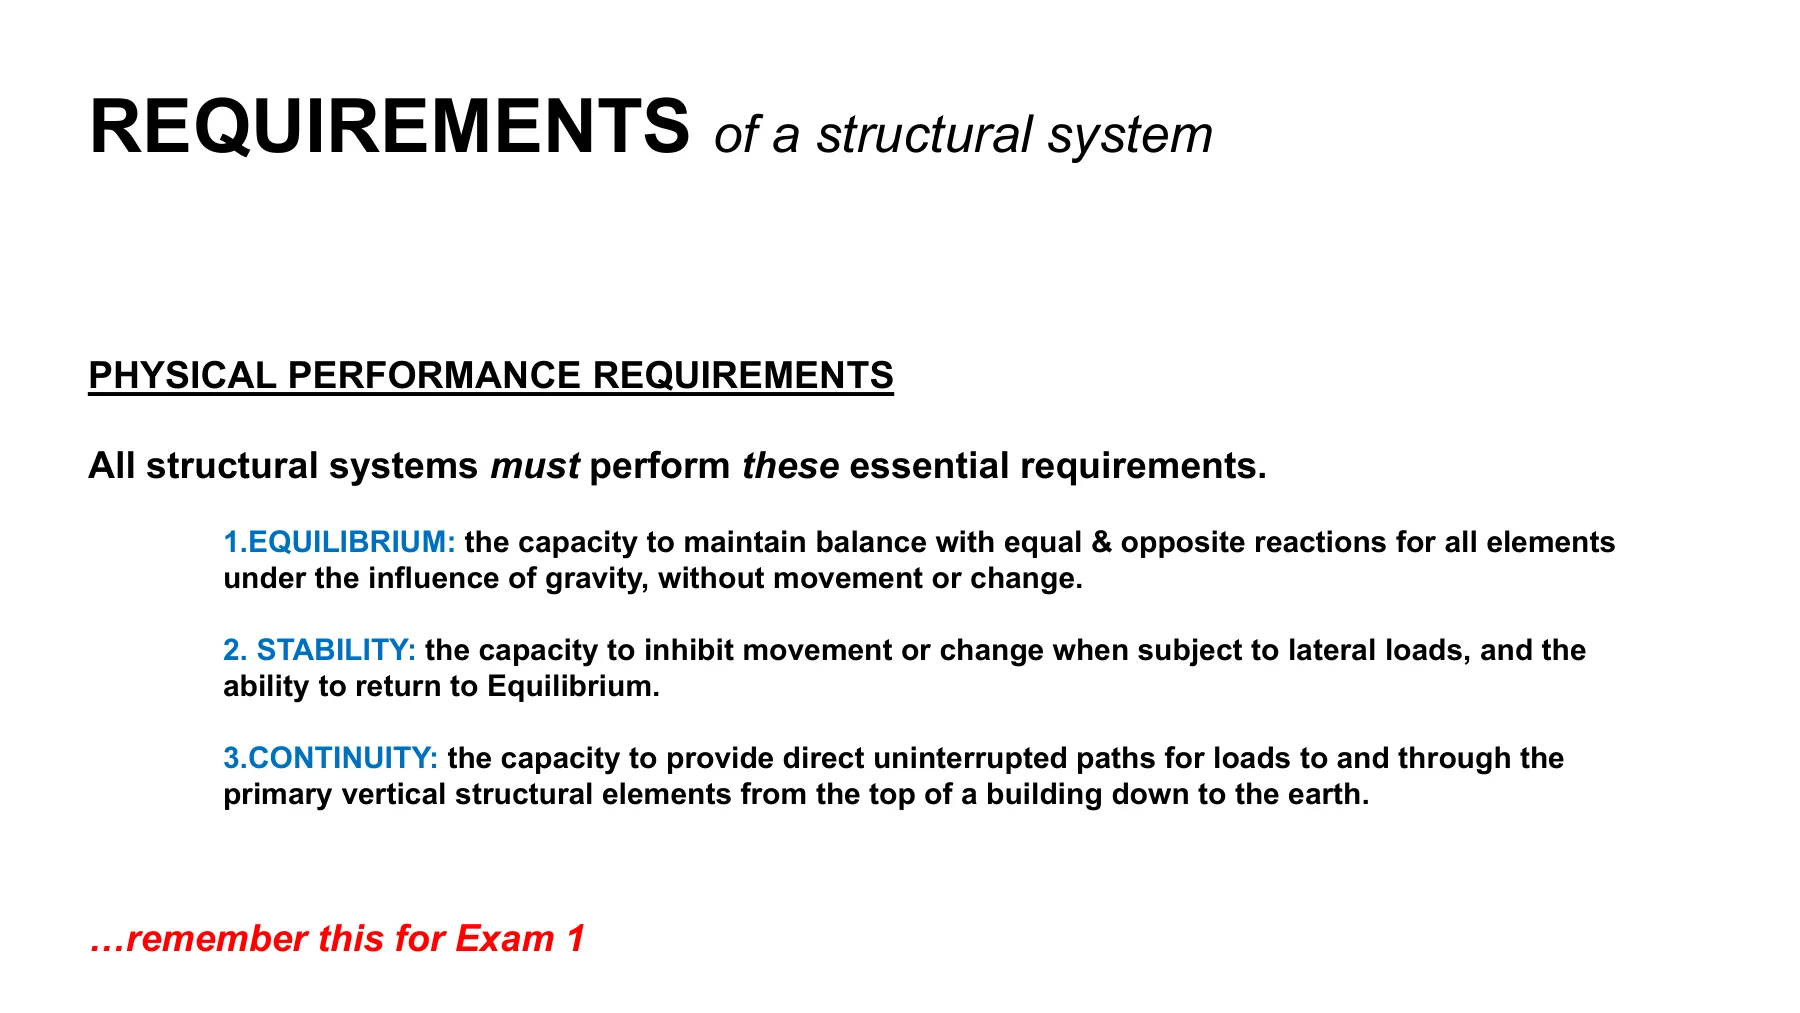 REQUIREMENTS of a structural system
PHYSICAL PERFORMANCE REQUIREMENTS
All structural systems must perform these essential requirements.
1.EQUILIBRIUM: the capacity to maintain balance with equal & opposite reactions for all elements
under the influence of gravity, without movement or change.
2. STABILITY: the capacity to inhibit movement or change when subject to lateral loads, and the
ability to return to Equilibrium.
3.CONTINUITY: the capacity to provide direct uninterrupted paths for loads to and through the
primary vertical structural elements from the top of a building down to the earth.
…remember this for Exam 1